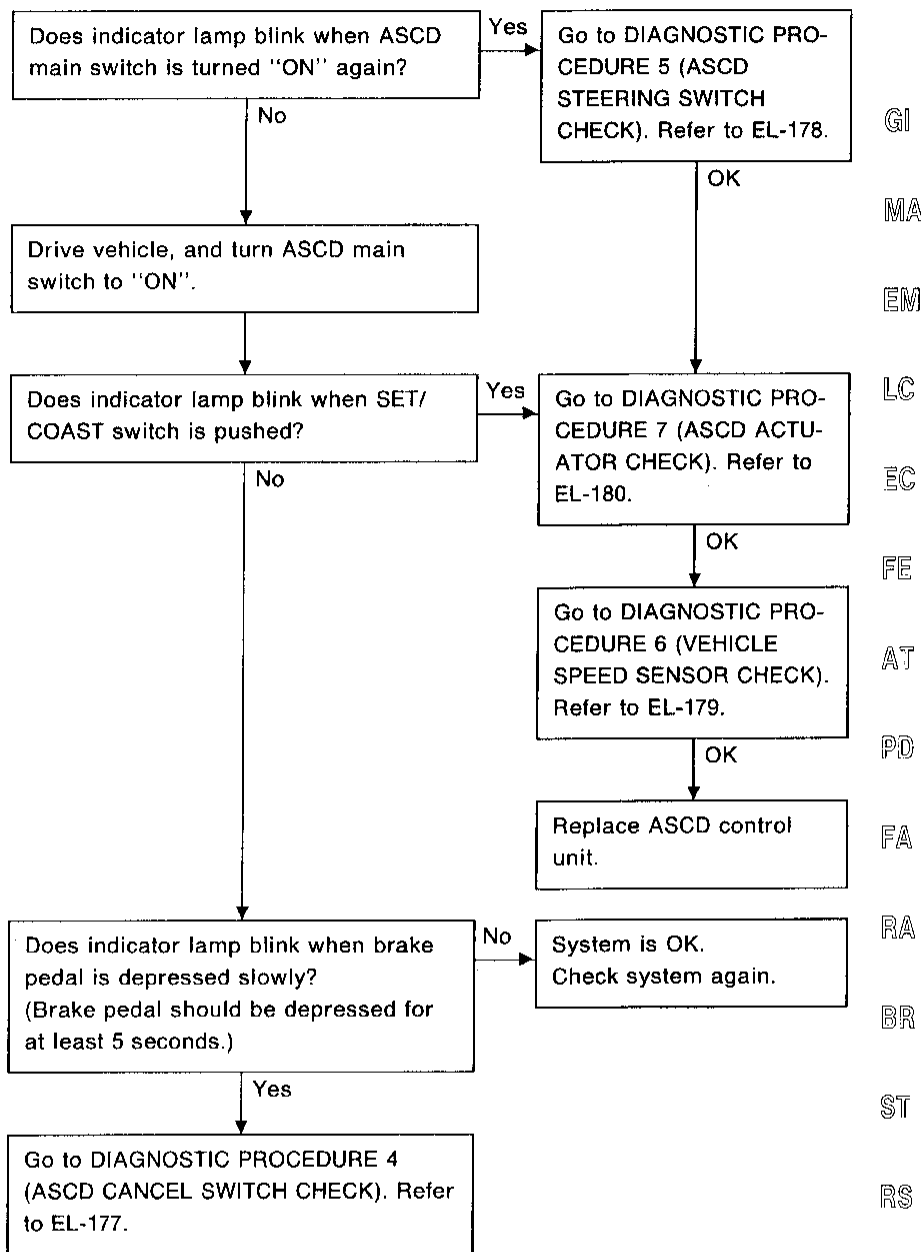 Does indicator lamp blink when ASCD
main switch is turned "ON" again?
Yes
Go to DIAGNOSTIC PRO-
CEDURE 5 (ASCD
STEERING SWITCH
CHECK). Refer to EL-178.
No
OK
Drive vehicle, and turn ASCD main
switch to "ON".
Does indicator lamp blink when SET/
COAST switch is pushed?
Yes
Go to DIAGNOSTIC PRO-
CEDURE 7 (ASCD ACTU-
ATOR CHECK). Refer to
EL-180.
No
OK
Go to DIAGNOSTIC PRO-
CEDURE 6 (VEHICLE
SPEED SENSOR CHECK).
Refer to EL-179.
OK
Replace ASCD control
unit.
Does indicator lamp blink when brake
pedal is depressed slowly?
(Brake pedal should be depressed for
at least 5 seconds.)
No
System is OK.
Check system again.
Yes
Go to DIAGNOSTIC PROCEDURE 4
(ASCD CANCEL SWITCH CHECK). Refer
to EL-177.
GI
MA
EM
LC
EC
FE
AT
PD
FA
RA
BR
ST
RS